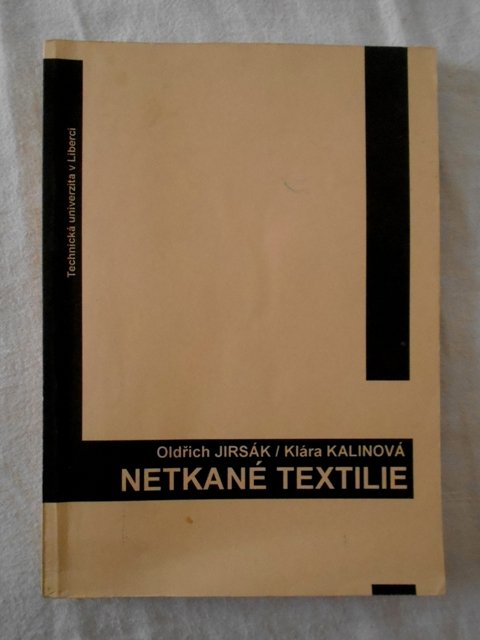 Technická univerzita v Liberci
Oldřich JIRSÁK / Klára KALINOVÁ
NETKANÉ TEXTILIE